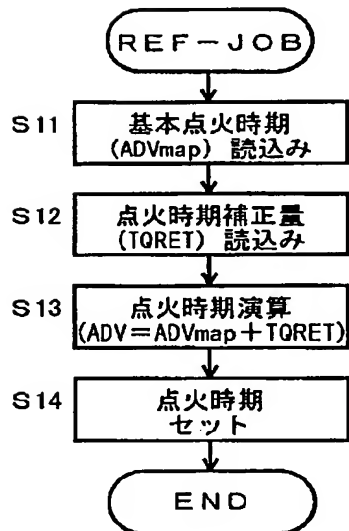 REF-JOB
S11
基本点火時期
(ADVmap) 読込み
S12
点火時期補正量
(TQRET) 読込み
S13
点火時期演算
(ADV=ADVmap+TQRET)
S14
点火時期
セット
END